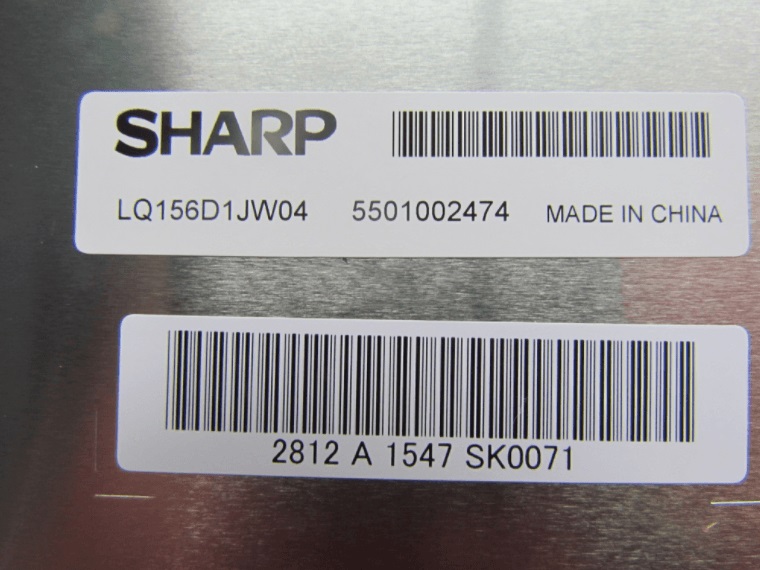 SHARP
LQ156D1JW04 5501002474 MADE IN CHINA
2812 A 1547 SK0071